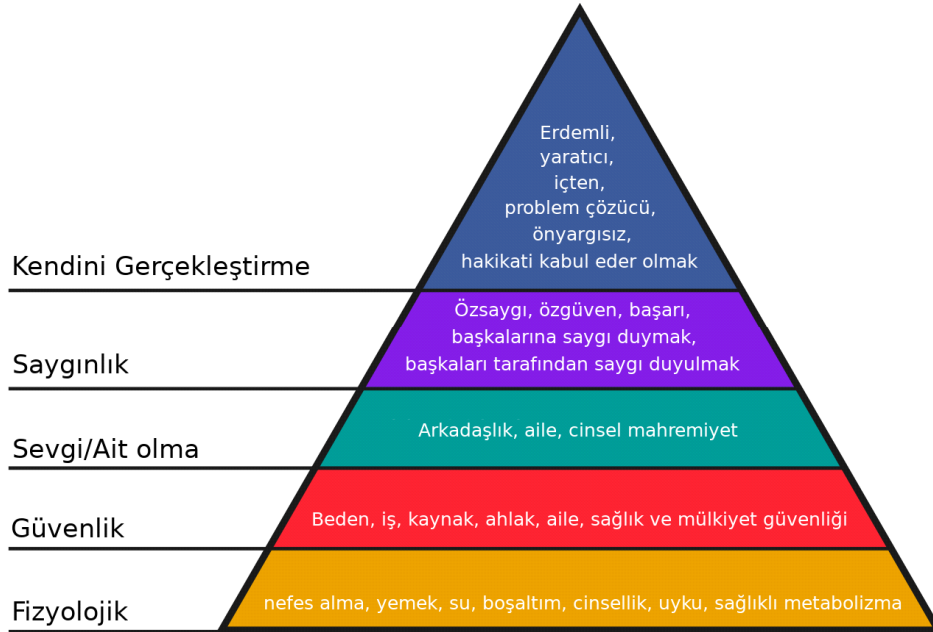 Erdemli,
yaratıcı,
içten,
problem çözücü,
önyargısız,
hakikati kabul eder olmak
Kendini Gerçekleştirme
Özsaygı, özgüven, başarı,
başkalarına saygı duymak,
başkaları tarafından saygı duyulmak
Saygınlık
Arkadaşlık, aile, cinsel mahremiyet
Sevgi/Ait olma
Beden, iş, kaynak, ahlak, aile, sağlık ve mülkiyet güvenliği
Güvenlik
nefes alma, yemek, su, boşaltım, cinsellik, uyku, sağlıklı metabolizma
Fizyolojik